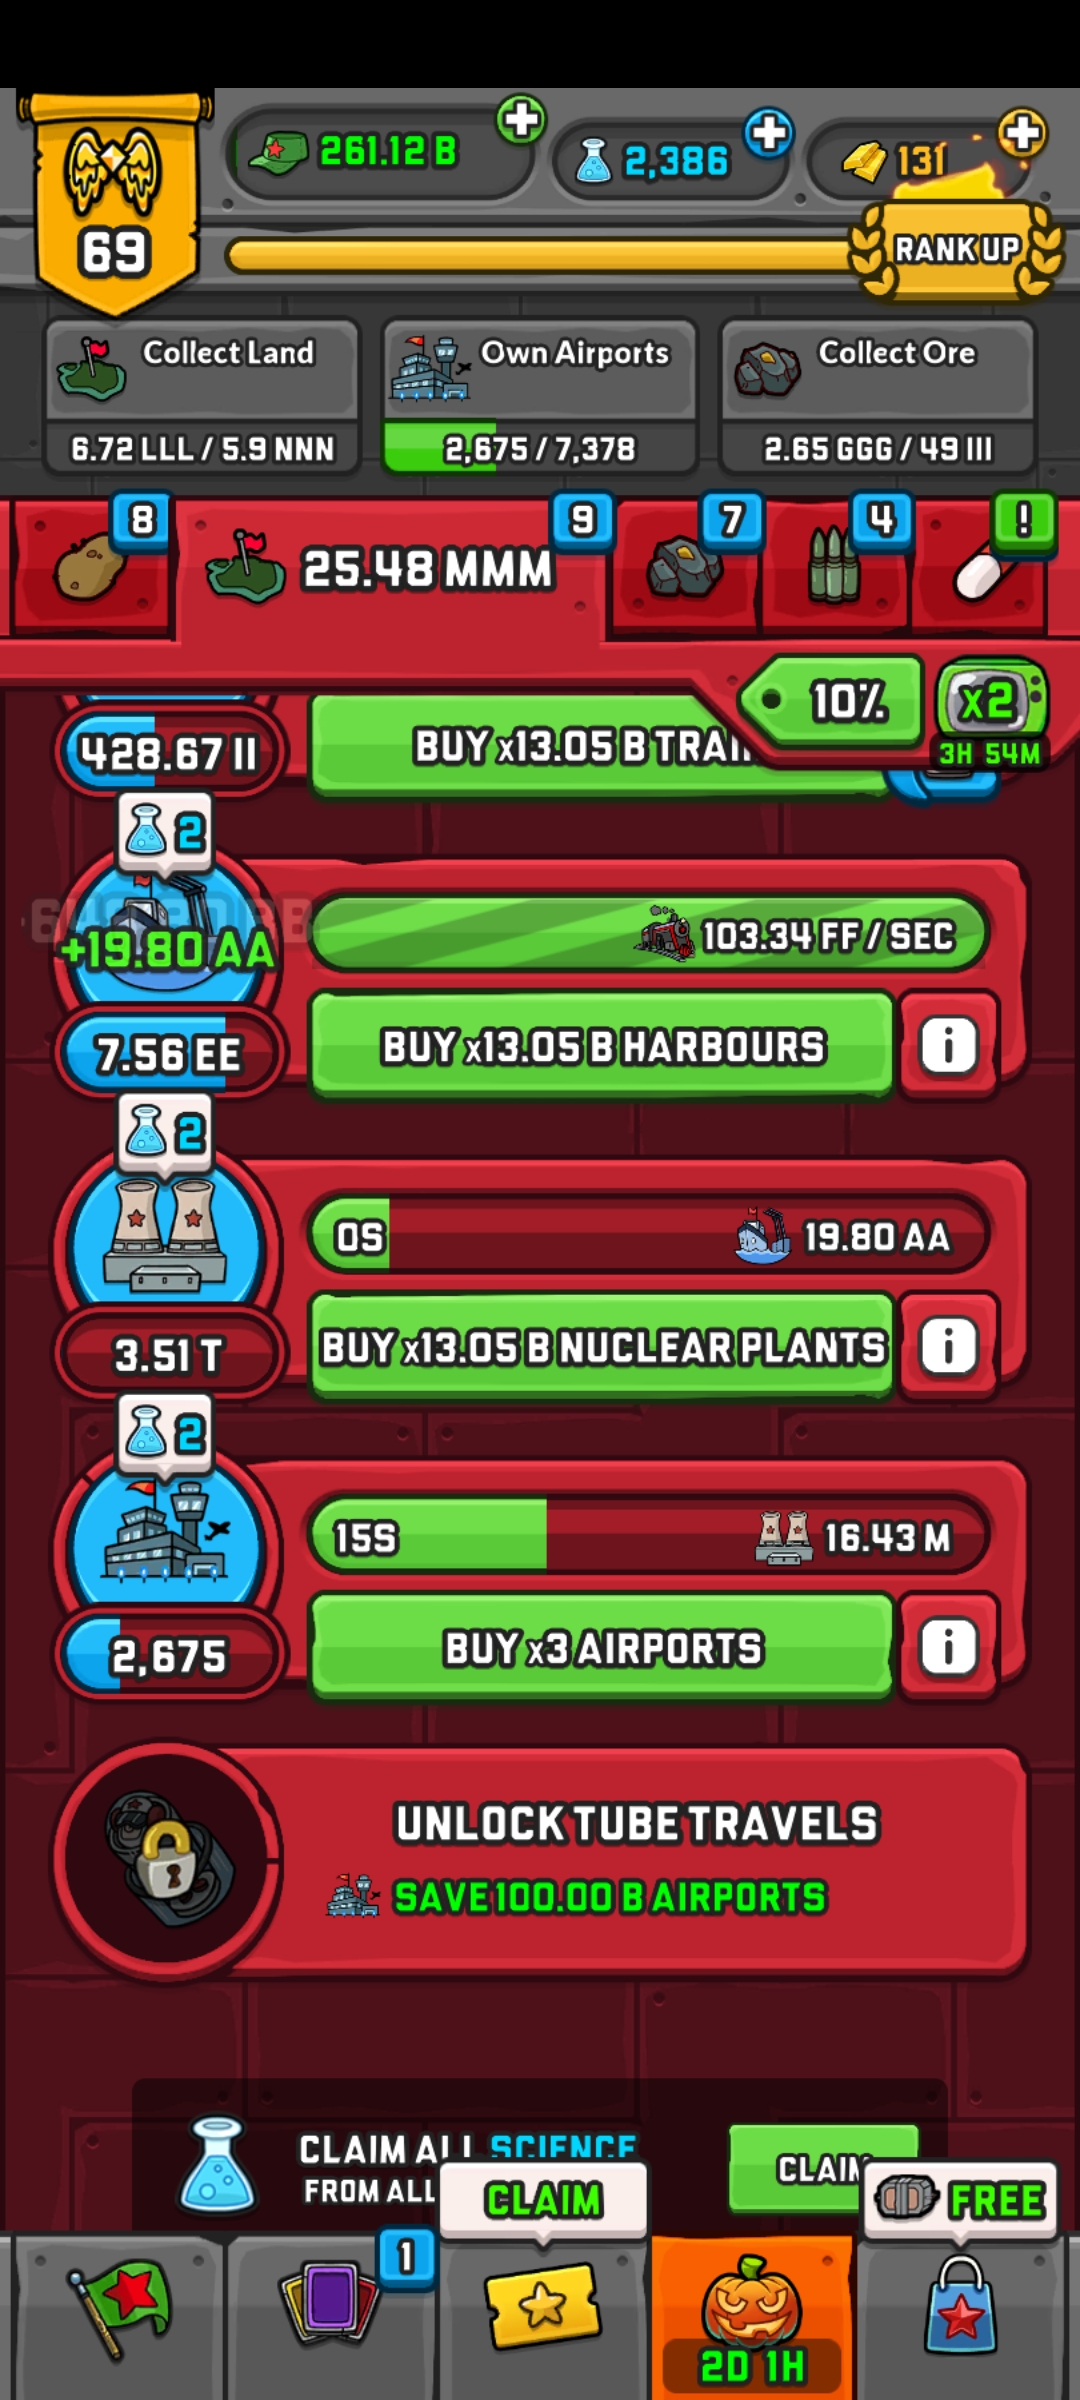 261.12 B
2,386
131
69
RANK UP
Collect Land
6.72 LLL / 5.9 NNN
Own Airports
2,675 / 7,378
Collect Ore
2.65 GGG / 49 III
8
25.48 MMM
9
7
4
!
10%
x2
3H 54M
428.67 II
BUY x13.05 B
2
+19.80 AA
103.34 FF / SEC
7.56 EE
BUY x13.05 B HARBOURS
i
2
0S
19.80 AA
3.51 T
BUY x13.05 B NUCLEAR PLANTS
i
2
15S
16.43 M
2,675
BUY x3 AIRPORTS
i
UNLOCK TUBE TRAVELS
SAVE 100.00 B AIRPORTS
CLAIM ALL SCIENCE
FROM ALL
CLAIM
CLAIM
FREE
1
2D 1H